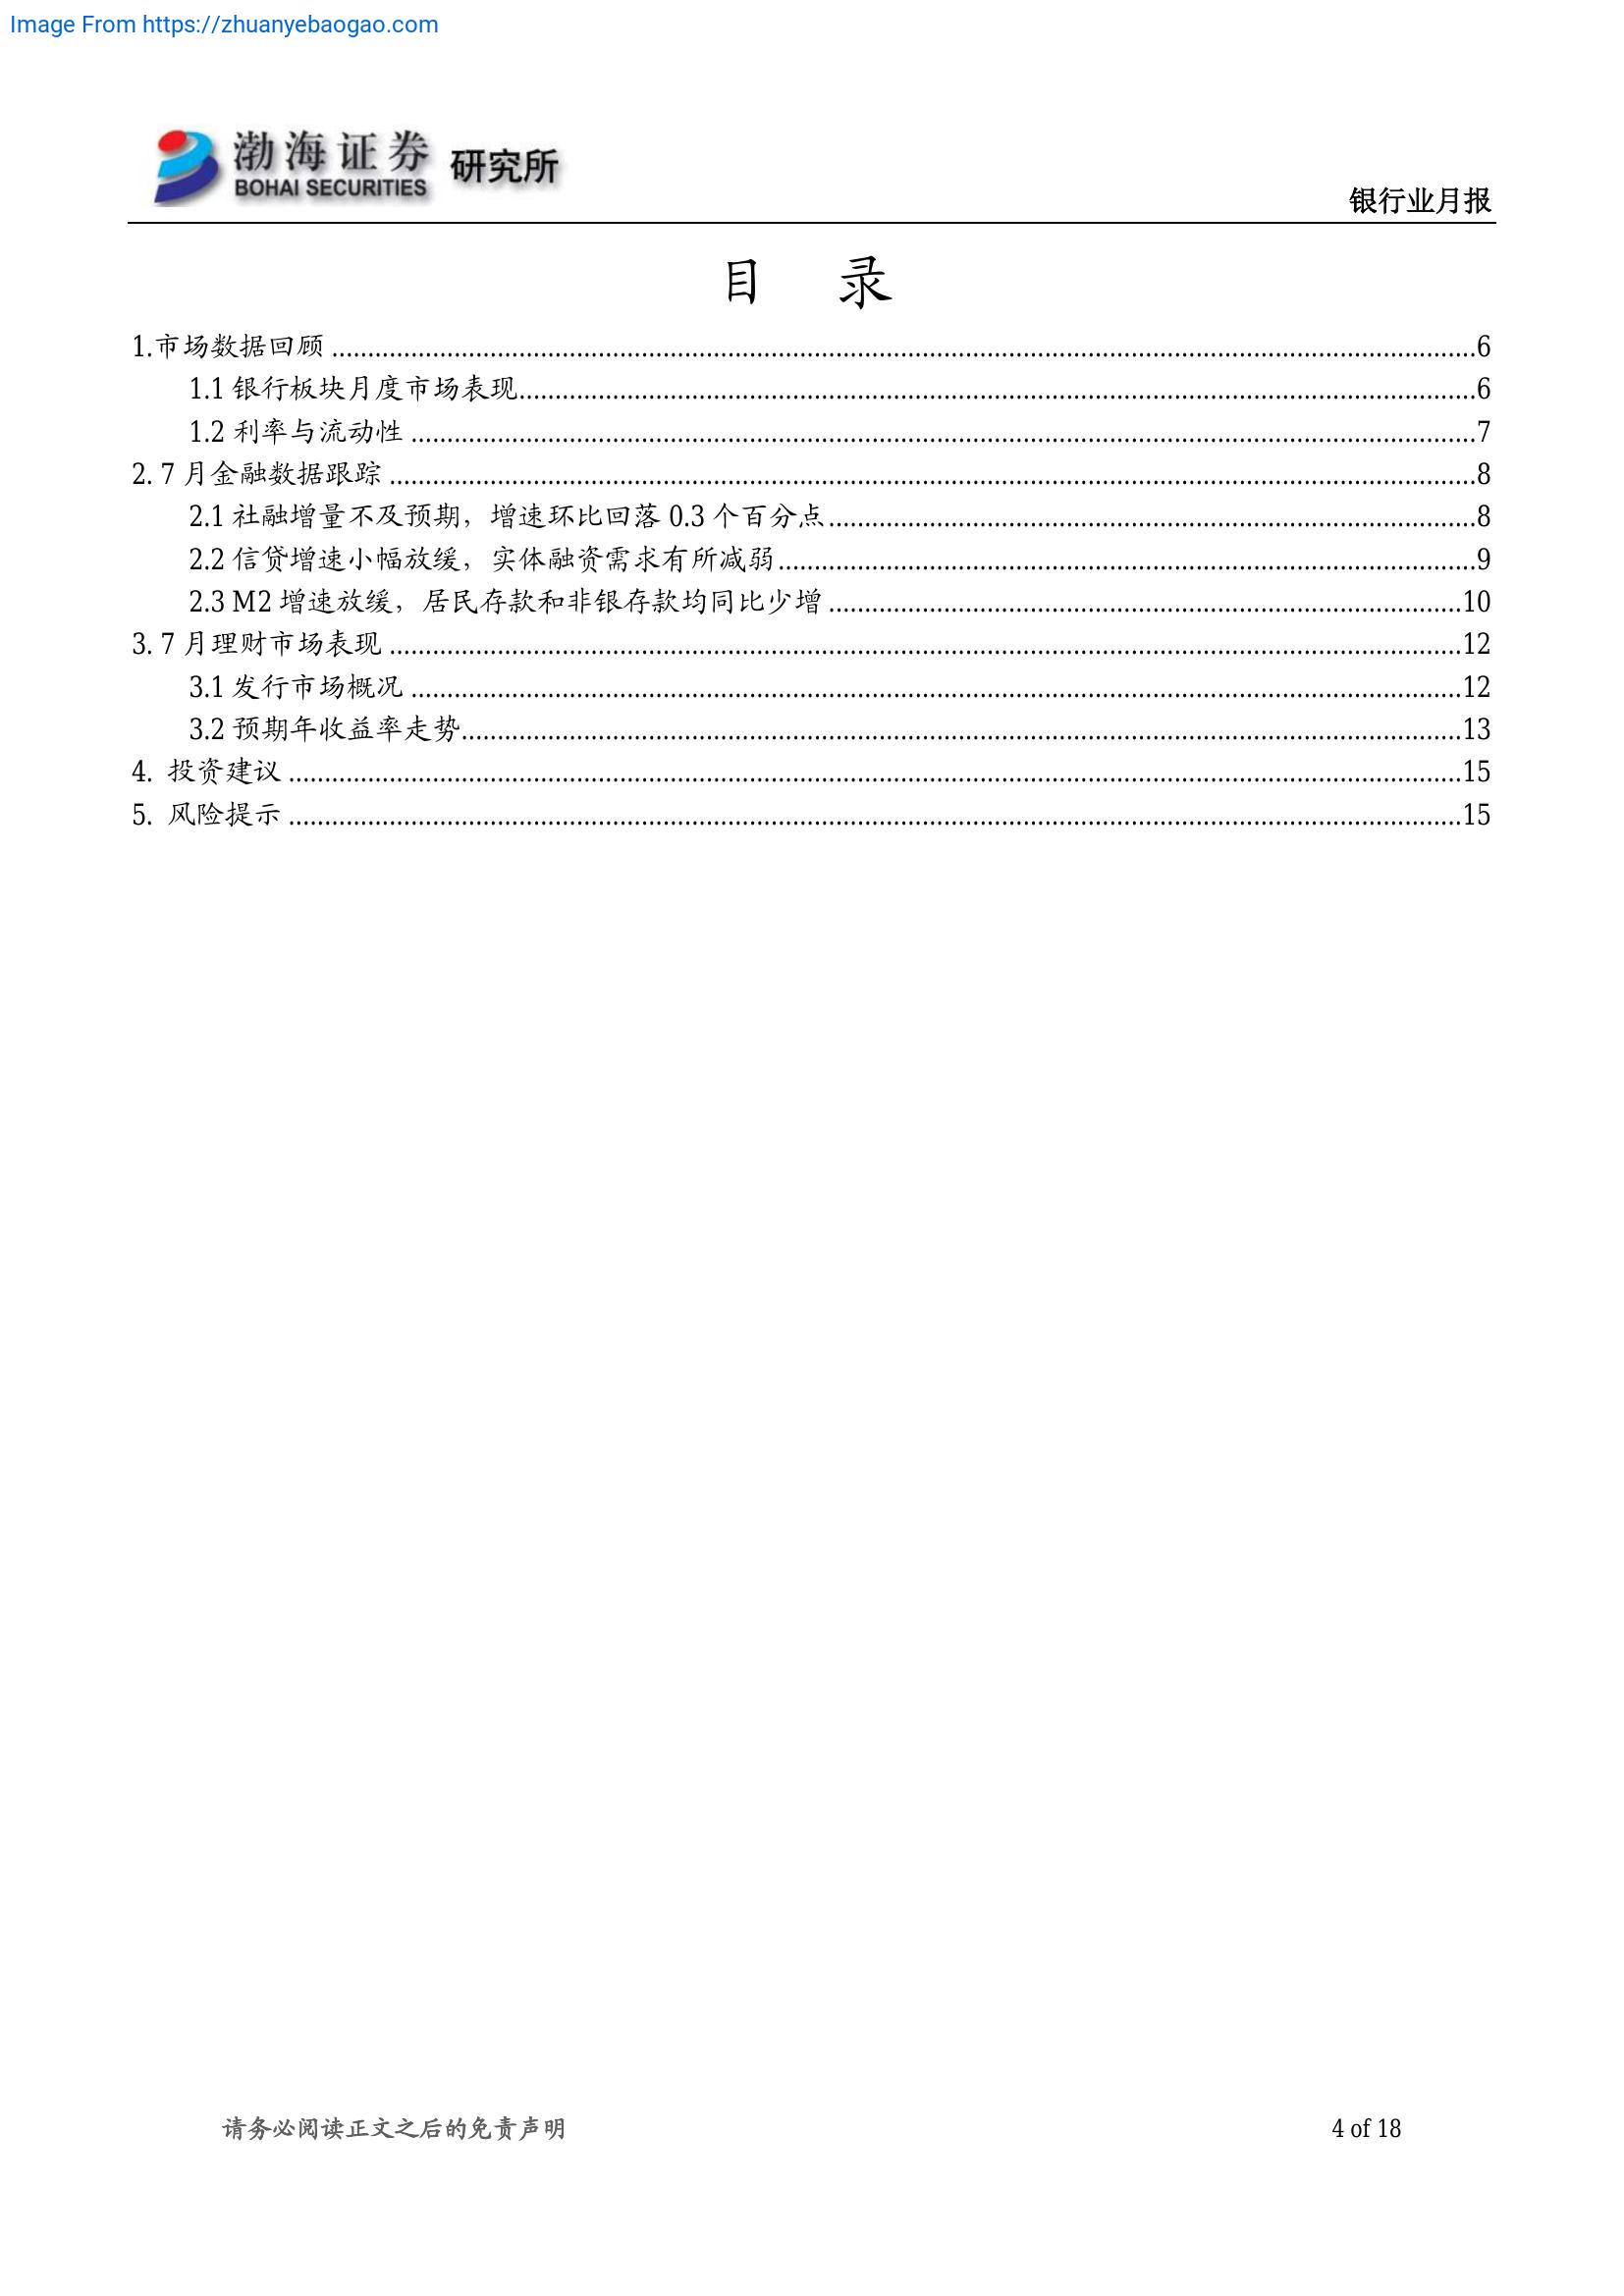 Image From https://zhuanyebaogao.com
渤海证券 研究所
BOHAI SECURITIES
银行业月报
目 录
1.市场数据回顾 ........ 6
1.1 银行板块月度市场表现 ........ 6
1.2 利率与流动性 ........ 7
2. 7 月金融数据跟踪 ........ 8
2.1 社融增量不及预期，增速环比回落 0.3 个百分点 ........ 8
2.2 信贷增速小幅放缓，实体融资需求有所减弱 ........ 9
2.3 M2 增速放缓，居民存款和非银存款均同比少增 ........ 10
3. 7 月理财市场表现 ........ 12
3.1 发行市场概况 ........ 12
3.2 预期年收益率走势 ........ 13
4. 投资建议 ........ 15
5. 风险提示 ........ 15
请务必阅读正文之后的免责声明 4 of 18